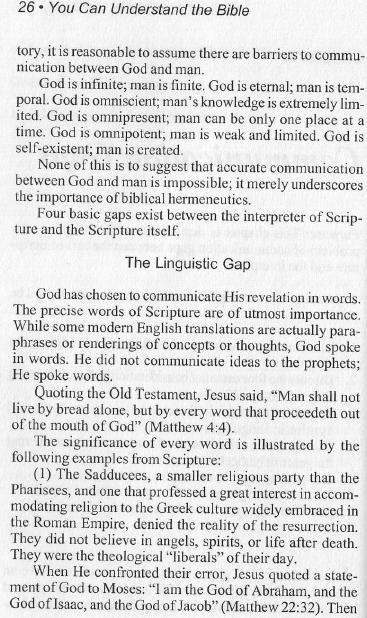 26 • You Can Understand the Bible
tory, it is reasonable to assume there are barriers to commu-
nication between God and man.
God is infinite; man is finite. God is eternal; man is tem-
poral. God is omniscient; man's knowledge is extremely lim-
ited. God is omnipresent; man can be only one place at a
time. God is omnipotent; man is weak and limited. God is
self-existent; man is created.
None of this is to suggest that accurate communication
between God and man is impossible; it merely underscores
the importance of biblical hermeneutics.
Four basic gaps exist between the interpreter of Scrip-
ture and the Scripture itself.
The Linguistic Gap
God has chosen to communicate His revelation in words.
The precise words of Scripture are of utmost importance.
While some modern English translations are actually para-
phrases or renderings of concepts or thoughts, God spoke
in words. He did not communicate ideas to the prophets;
He spoke words.
Quoting the Old Testament, Jesus said, “Man shall not
live by bread alone, but by every word that proceedeth out
of the mouth of God” (Matthew 4:4).
The significance of every word is illustrated by the
following examples from Scripture:
(1) The Sadducees, a smaller religious party than the
Pharisees, and one that professed a great interest in accom-
modating religion to the Greek culture widely embraced in
the Roman Empire, denied the reality of the resurrection.
They did not believe in angels, spirits, or life after death.
They were the theological “liberals” of their day.
When He confronted their error, Jesus quoted a state-
ment of God to Moses: “I am the God of Abraham, and the
God of Isaac, and the God of Jacob” (Matthew 22:32). Then